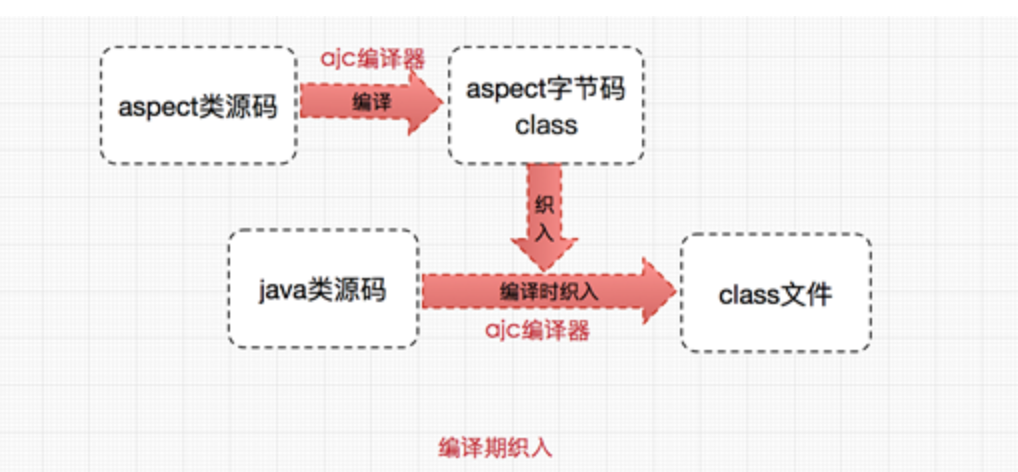 ajc编译器
aspect类源码
编译
aspect字节码
class
织
入
java类源码
编译时织入
class文件
ajc编译器
编译期织入